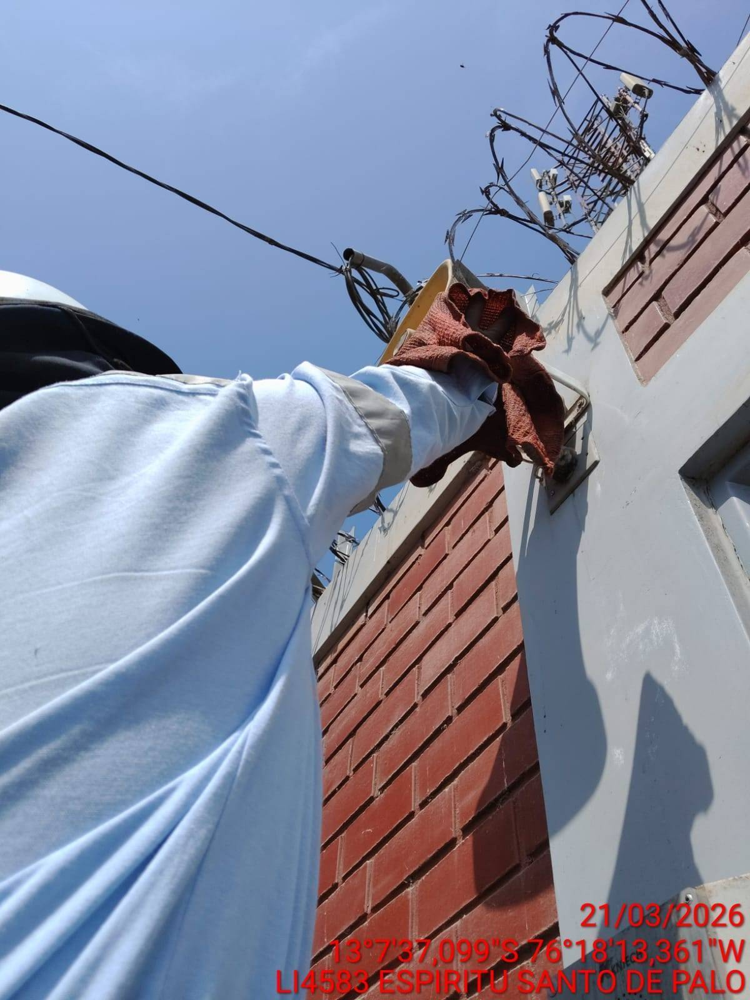 21/03/2026
13°7'37,099"S 76°18'13,361"W
LI4583 ESPIRITU SANTO DE PALO